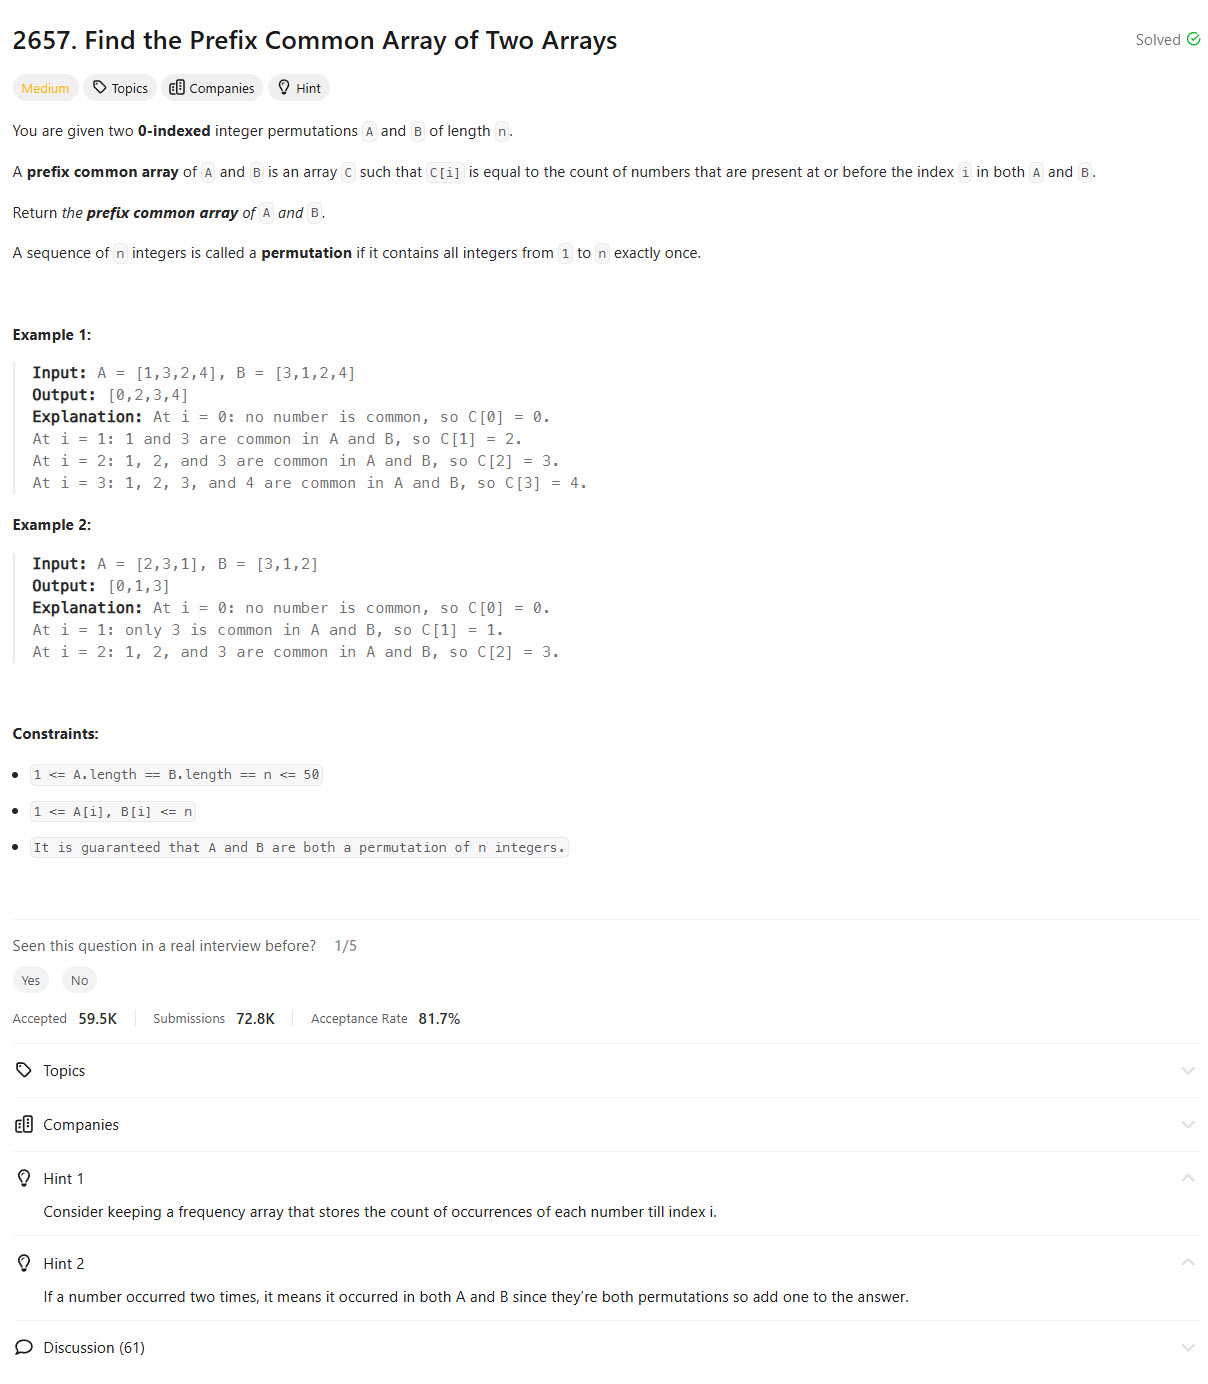 2657. Find the Prefix Common Array of Two Arrays
Solved
Medium Topics Companies Hint
You are given two 0-indexed integer permutations A and B of length n.
A prefix common array of A and B is an array C such that C[i] is equal to the count of numbers that are present at or before the index i in both A and B.
Return the prefix common array of A and B.
A sequence of n integers is called a permutation if it contains all integers from 1 to n exactly once.
Example 1:
Input: A = [1,3,2,4], B = [3,1,2,4]
Output: [0,2,3,4]
Explanation: At i = 0: no number is common, so C[0] = 0.
At i = 1: 1 and 3 are common in A and B, so C[1] = 2.
At i = 2: 1, 2, and 3 are common in A and B, so C[2] = 3.
At i = 3: 1, 2, 3, and 4 are common in A and B, so C[3] = 4.
Example 2:
Input: A = [2,3,1], B = [3,1,2]
Output: [0,1,3]
Explanation: At i = 0: no number is common, so C[0] = 0.
At i = 1: only 3 is common in A and B, so C[1] = 1.
At i = 2: 1, 2, and 3 are common in A and B, so C[2] = 3.
Constraints:
1 <= A.length == B.length == n <= 50
1 <= A[i], B[i] <= n
It is guaranteed that A and B are both a permutation of n integers.
Seen this question in a real interview before? 1/5
Yes No
Accepted 59.5K Submissions 72.8K Acceptance Rate 81.7%
Topics
Companies
Hint 1
Consider keeping a frequency array that stores the count of occurrences of each number till index i.
Hint 2
If a number occurred two times, it means it occurred in both A and B since they're both permutations so add one to the answer.
Discussion (61)